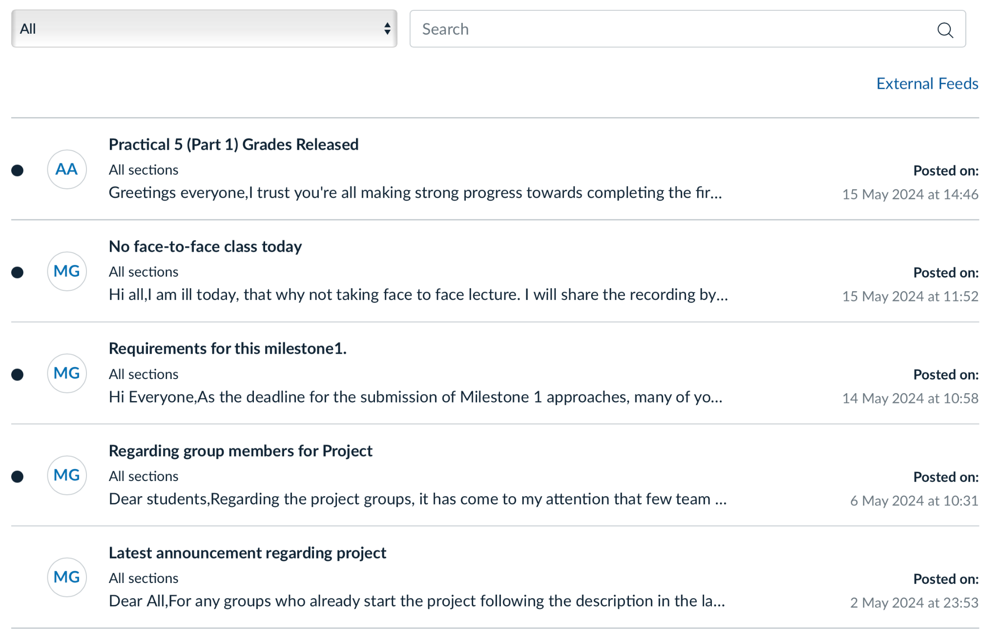 All
Search
External Feeds
Practical 5 (Part 1) Grades Released
AA
All sections
Posted on:
Greetings everyone,I trust you're all making strong progress towards completing the fir...
15 May 2024 at 14:46
No face-to-face class today
MG
All sections
Posted on:
Hi all,I am ill today, that why not taking face to face lecture. I will share the recording by...
15 May 2024 at 11:52
Requirements for this milestone1.
MG
All sections
Posted on:
Hi Everyone,As the deadline for the submission of Milestone 1 approaches, many of yo...
14 May 2024 at 10:58
Regarding group members for Project
MG
All sections
Posted on:
Dear students,Regarding the project groups, it has come to my attention that few team ...
6 May 2024 at 10:31
Latest announcement regarding project
MG
All sections
Posted on:
Dear All,For any groups who already start the project following the description in the la...
2 May 2024 at 23:53